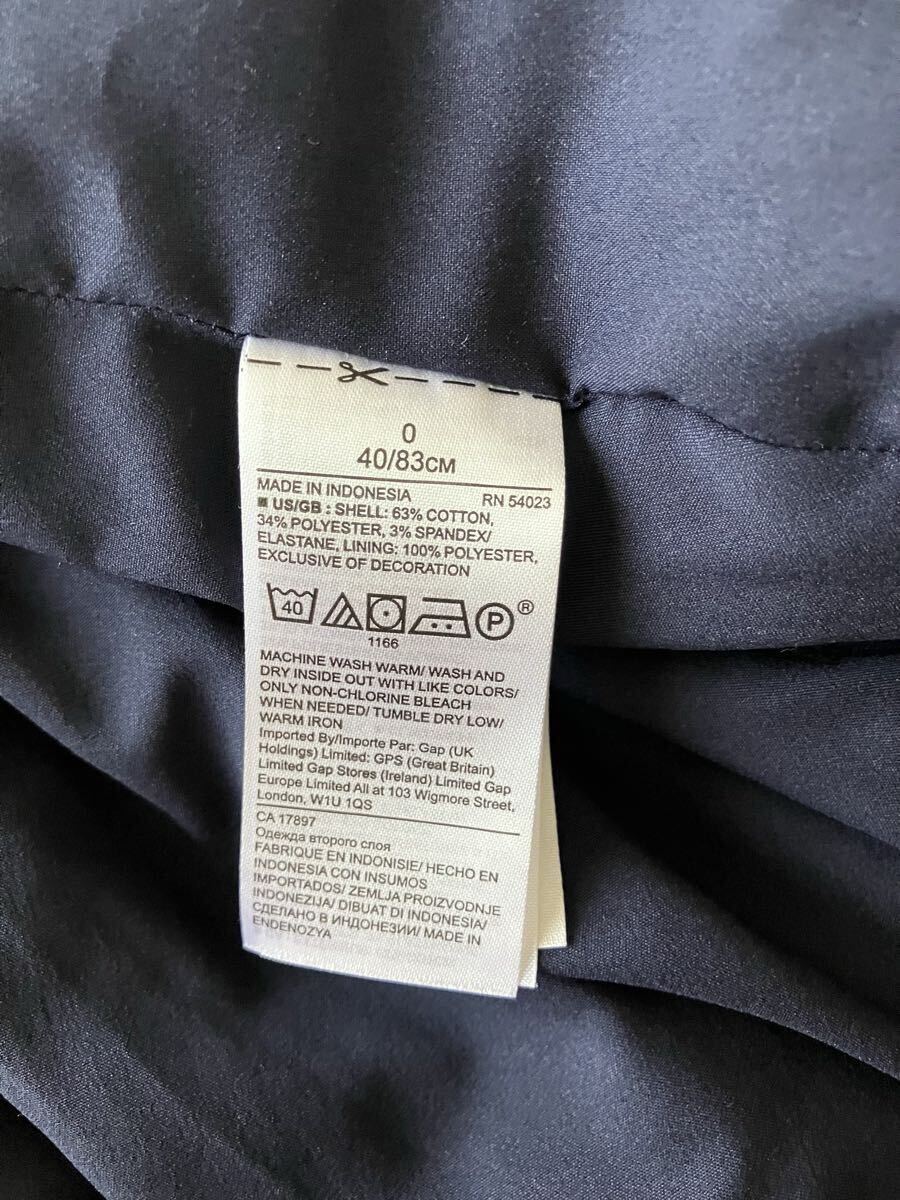 0
40/83CM
MADE IN INDONESIA RN 54023
US/GB : SHELL: 63% COTTON,
34% POLYESTER, 3% SPANDEX/
ELASTANE, LINING: 100% POLYESTER,
EXCLUSIVE OF DECORATION
40 P ®
1166
MACHINE WASH WARM/ WASH AND
DRY INSIDE OUT WITH LIKE COLORS/
ONLY NON-CHLORINE BLEACH
WHEN NEEDED/ TUMBLE DRY LOW/
WARM IRON
Imported By/Importe Par: Gap (UK
Holdings) Limited: GPS (Great Britain)
Limited Gap Stores (Ireland) Limited Gap
Europe Limited All at 103 Wigmore Street,
London, W1U 1QS
CA 17897
Одежда второго слоя
FABRIQUE EN INDONISIE/ HECHO EN
INDONESIA CON INSUMOS
IMPORTADOS/ ZEMLJA PROIZVODNJE
INDONEZIJA/ DIBUAT DI INDONESIA/
СДЕЛАНО В ИНДОНЕЗИИ/ MADE IN
ENDENOZYA